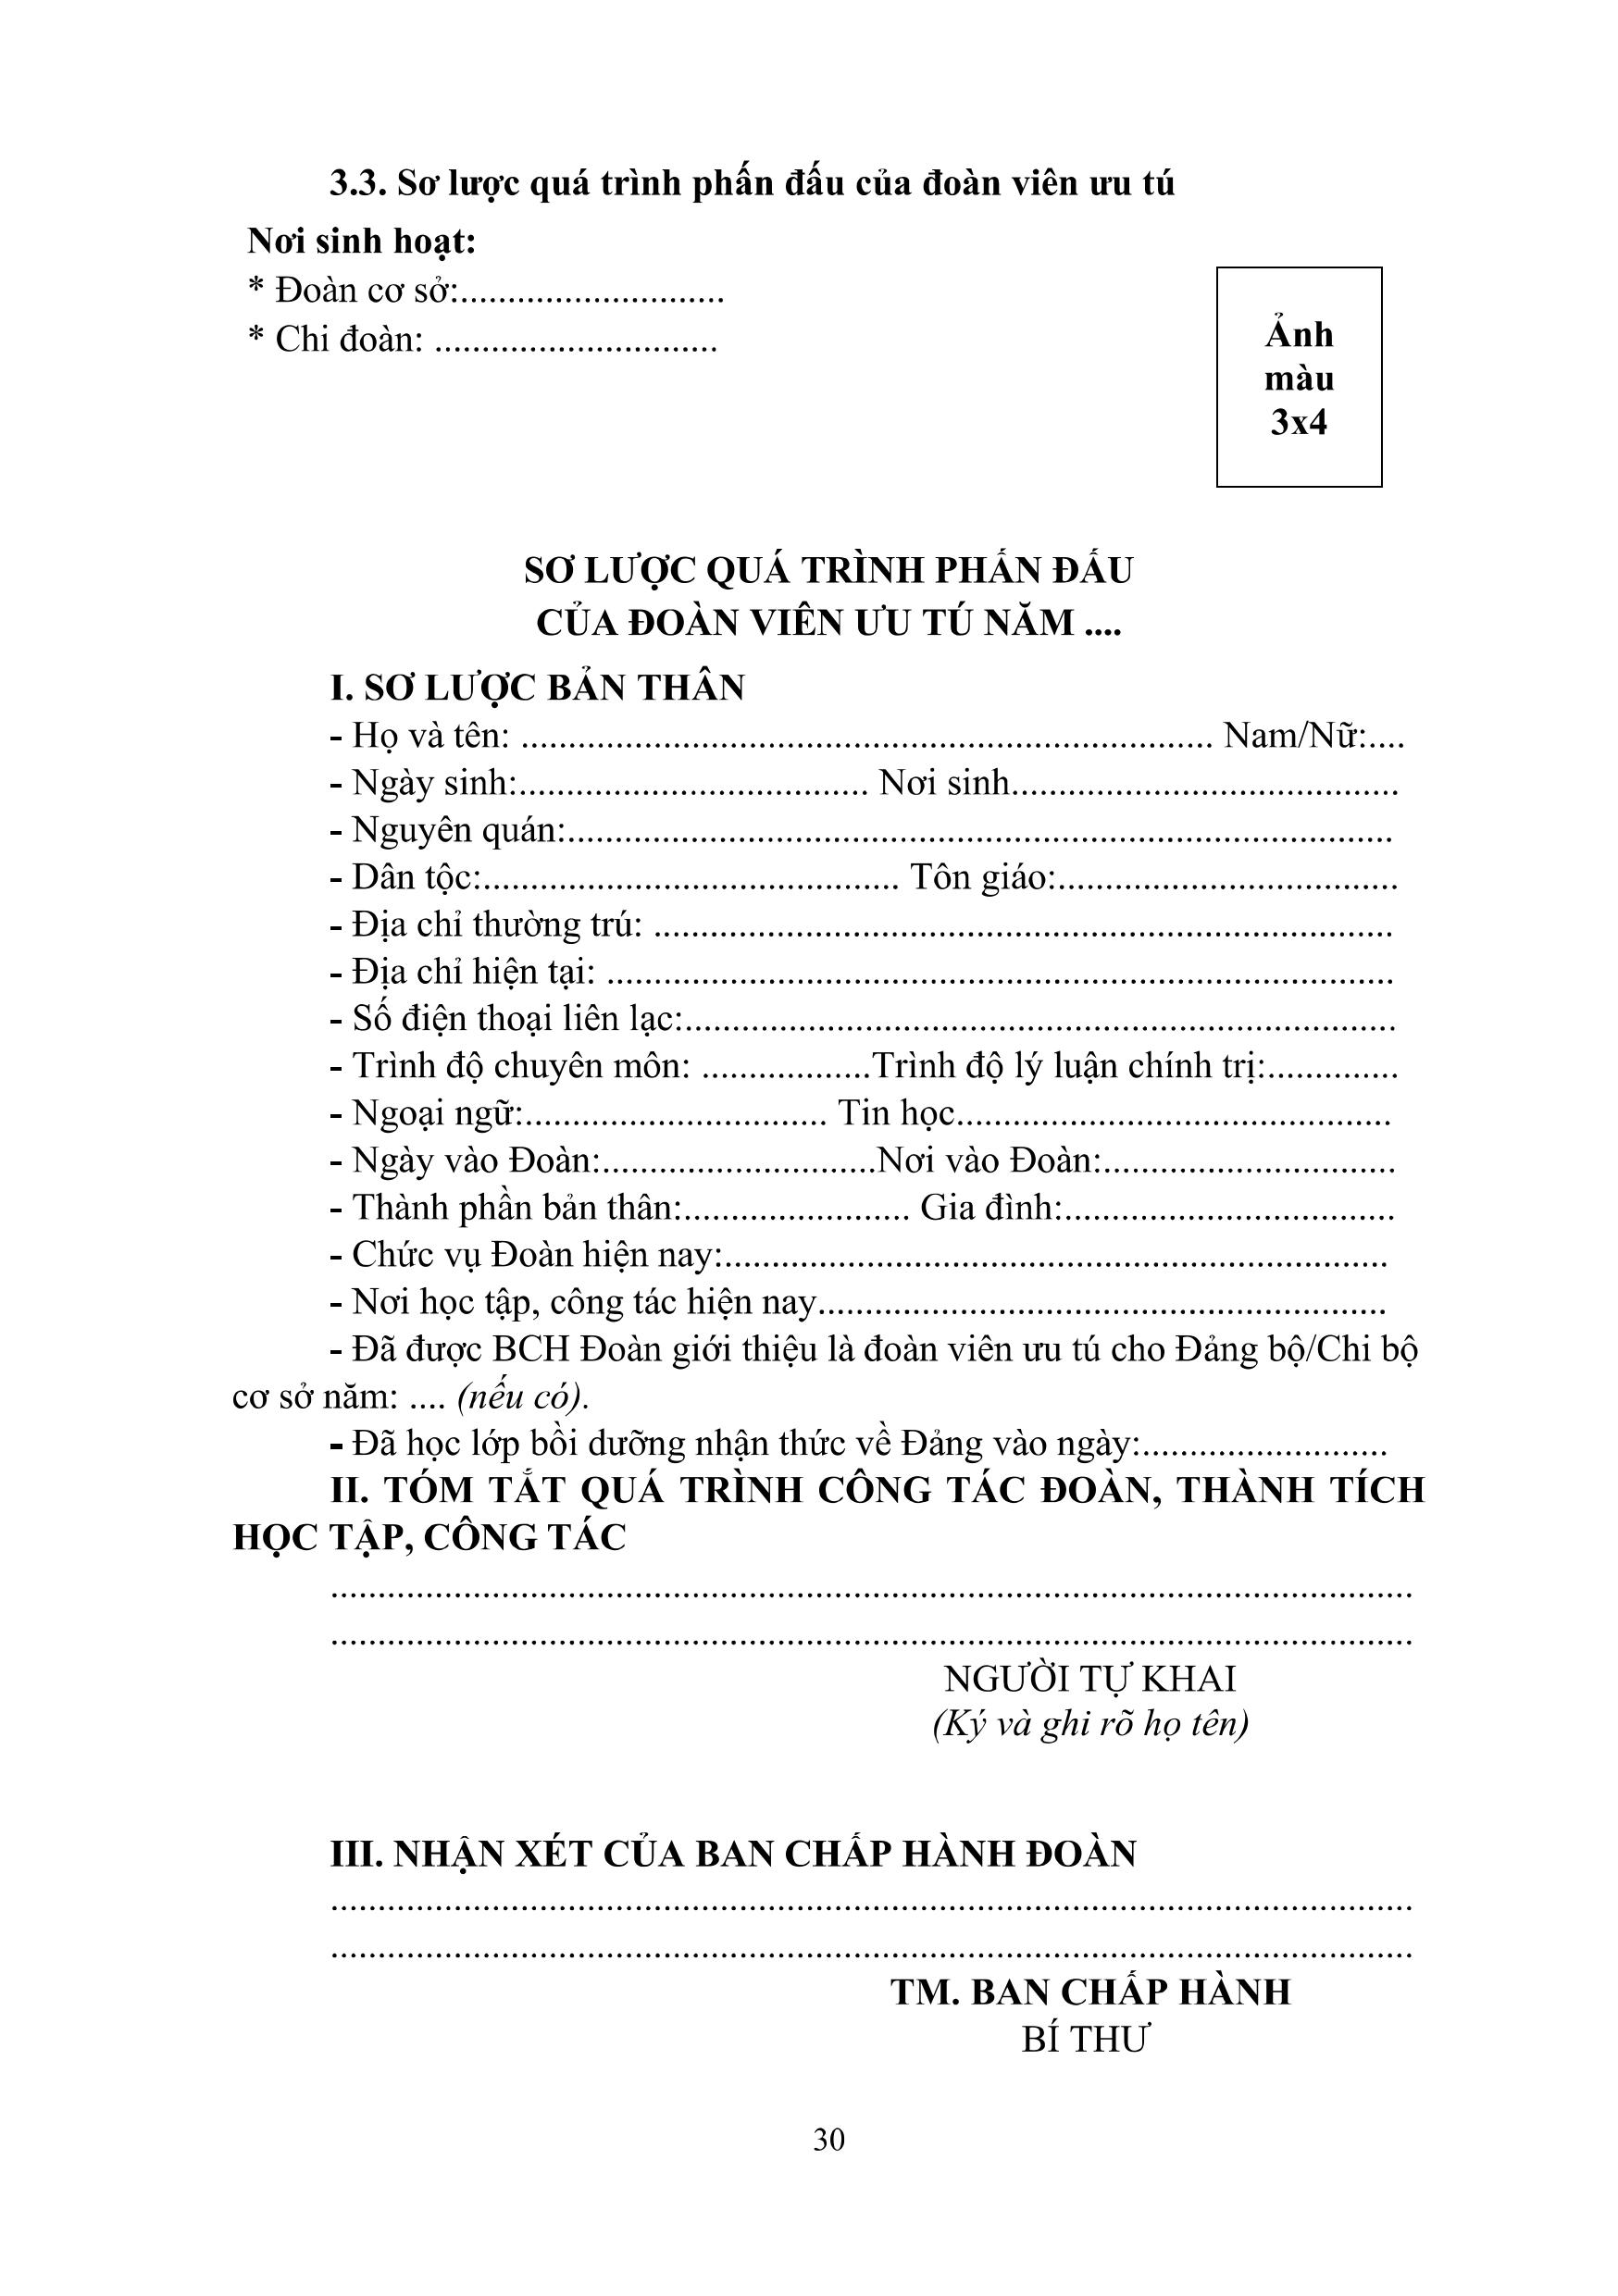 3.3. Sơ lược quá trình phấn đấu của đoàn viên ưu tú
Nơi sinh hoạt:
* Đoàn cơ sở:............................
* Chi đoàn: ..............................
Ảnh
màu
3x4
SƠ LƯỢC QUÁ TRÌNH PHẤN ĐẤU
CỦA ĐOÀN VIÊN ƯU TÚ NĂM ....
I. SƠ LƯỢC BẢN THÂN
- Họ và tên: ......................................................................... Nam/Nữ:....
- Ngày sinh:..................................... Nơi sinh.........................................
- Nguyên quán:.......................................................................................
- Dân tộc:............................................ Tôn giáo:....................................
- Địa chỉ thường trú: ..............................................................................
- Địa chỉ hiện tại: ...................................................................................
- Số điện thoại liên lạc:...........................................................................
- Trình độ chuyên môn: ..................Trình độ lý luận chính trị:..............
- Ngoại ngữ:................................ Tin học..............................................
- Ngày vào Đoàn:.............................Nơi vào Đoàn:...............................
- Thành phần bản thân:........................ Gia đình:...................................
- Chức vụ Đoàn hiện nay:......................................................................
- Nơi học tập, công tác hiện nay............................................................
- Đã được BCH Đoàn giới thiệu là đoàn viên ưu tú cho Đảng bộ/Chi bộ
cơ sở năm: .... (nếu có).
- Đã học lớp bồi dưỡng nhận thức về Đảng vào ngày:..........................
II. TÓM TẮT QUÁ TRÌNH CÔNG TÁC ĐOÀN, THÀNH TÍCH
HỌC TẬP, CÔNG TÁC
..................................................................................................................
..................................................................................................................
NGƯỜI TỰ KHAI
(Ký và ghi rõ họ tên)
III. NHẬN XÉT CỦA BAN CHẤP HÀNH ĐOÀN
..................................................................................................................
..................................................................................................................
TM. BAN CHẤP HÀNH
BÍ THƯ
30